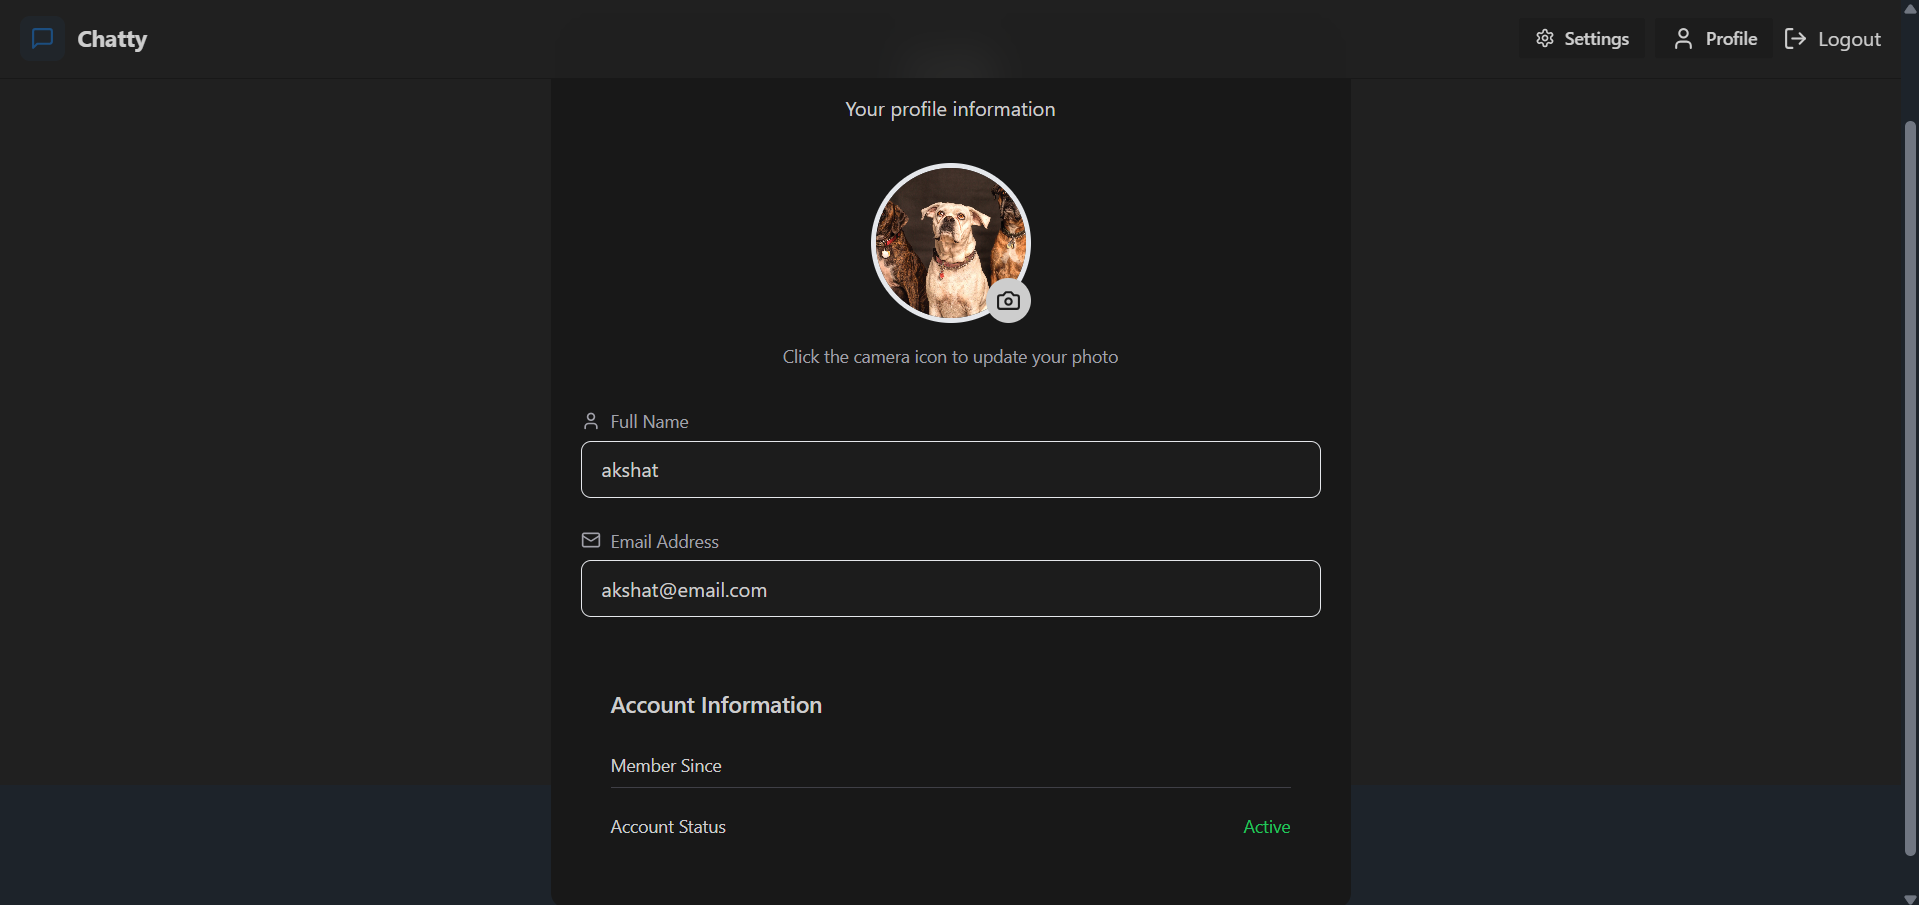 Chatty
Settings
Profile
Logout
Your profile information
Click the camera icon to update your photo
Full Name
akshat
Email Address
akshat@email.com
Account Information
Member Since
Account Status
Active